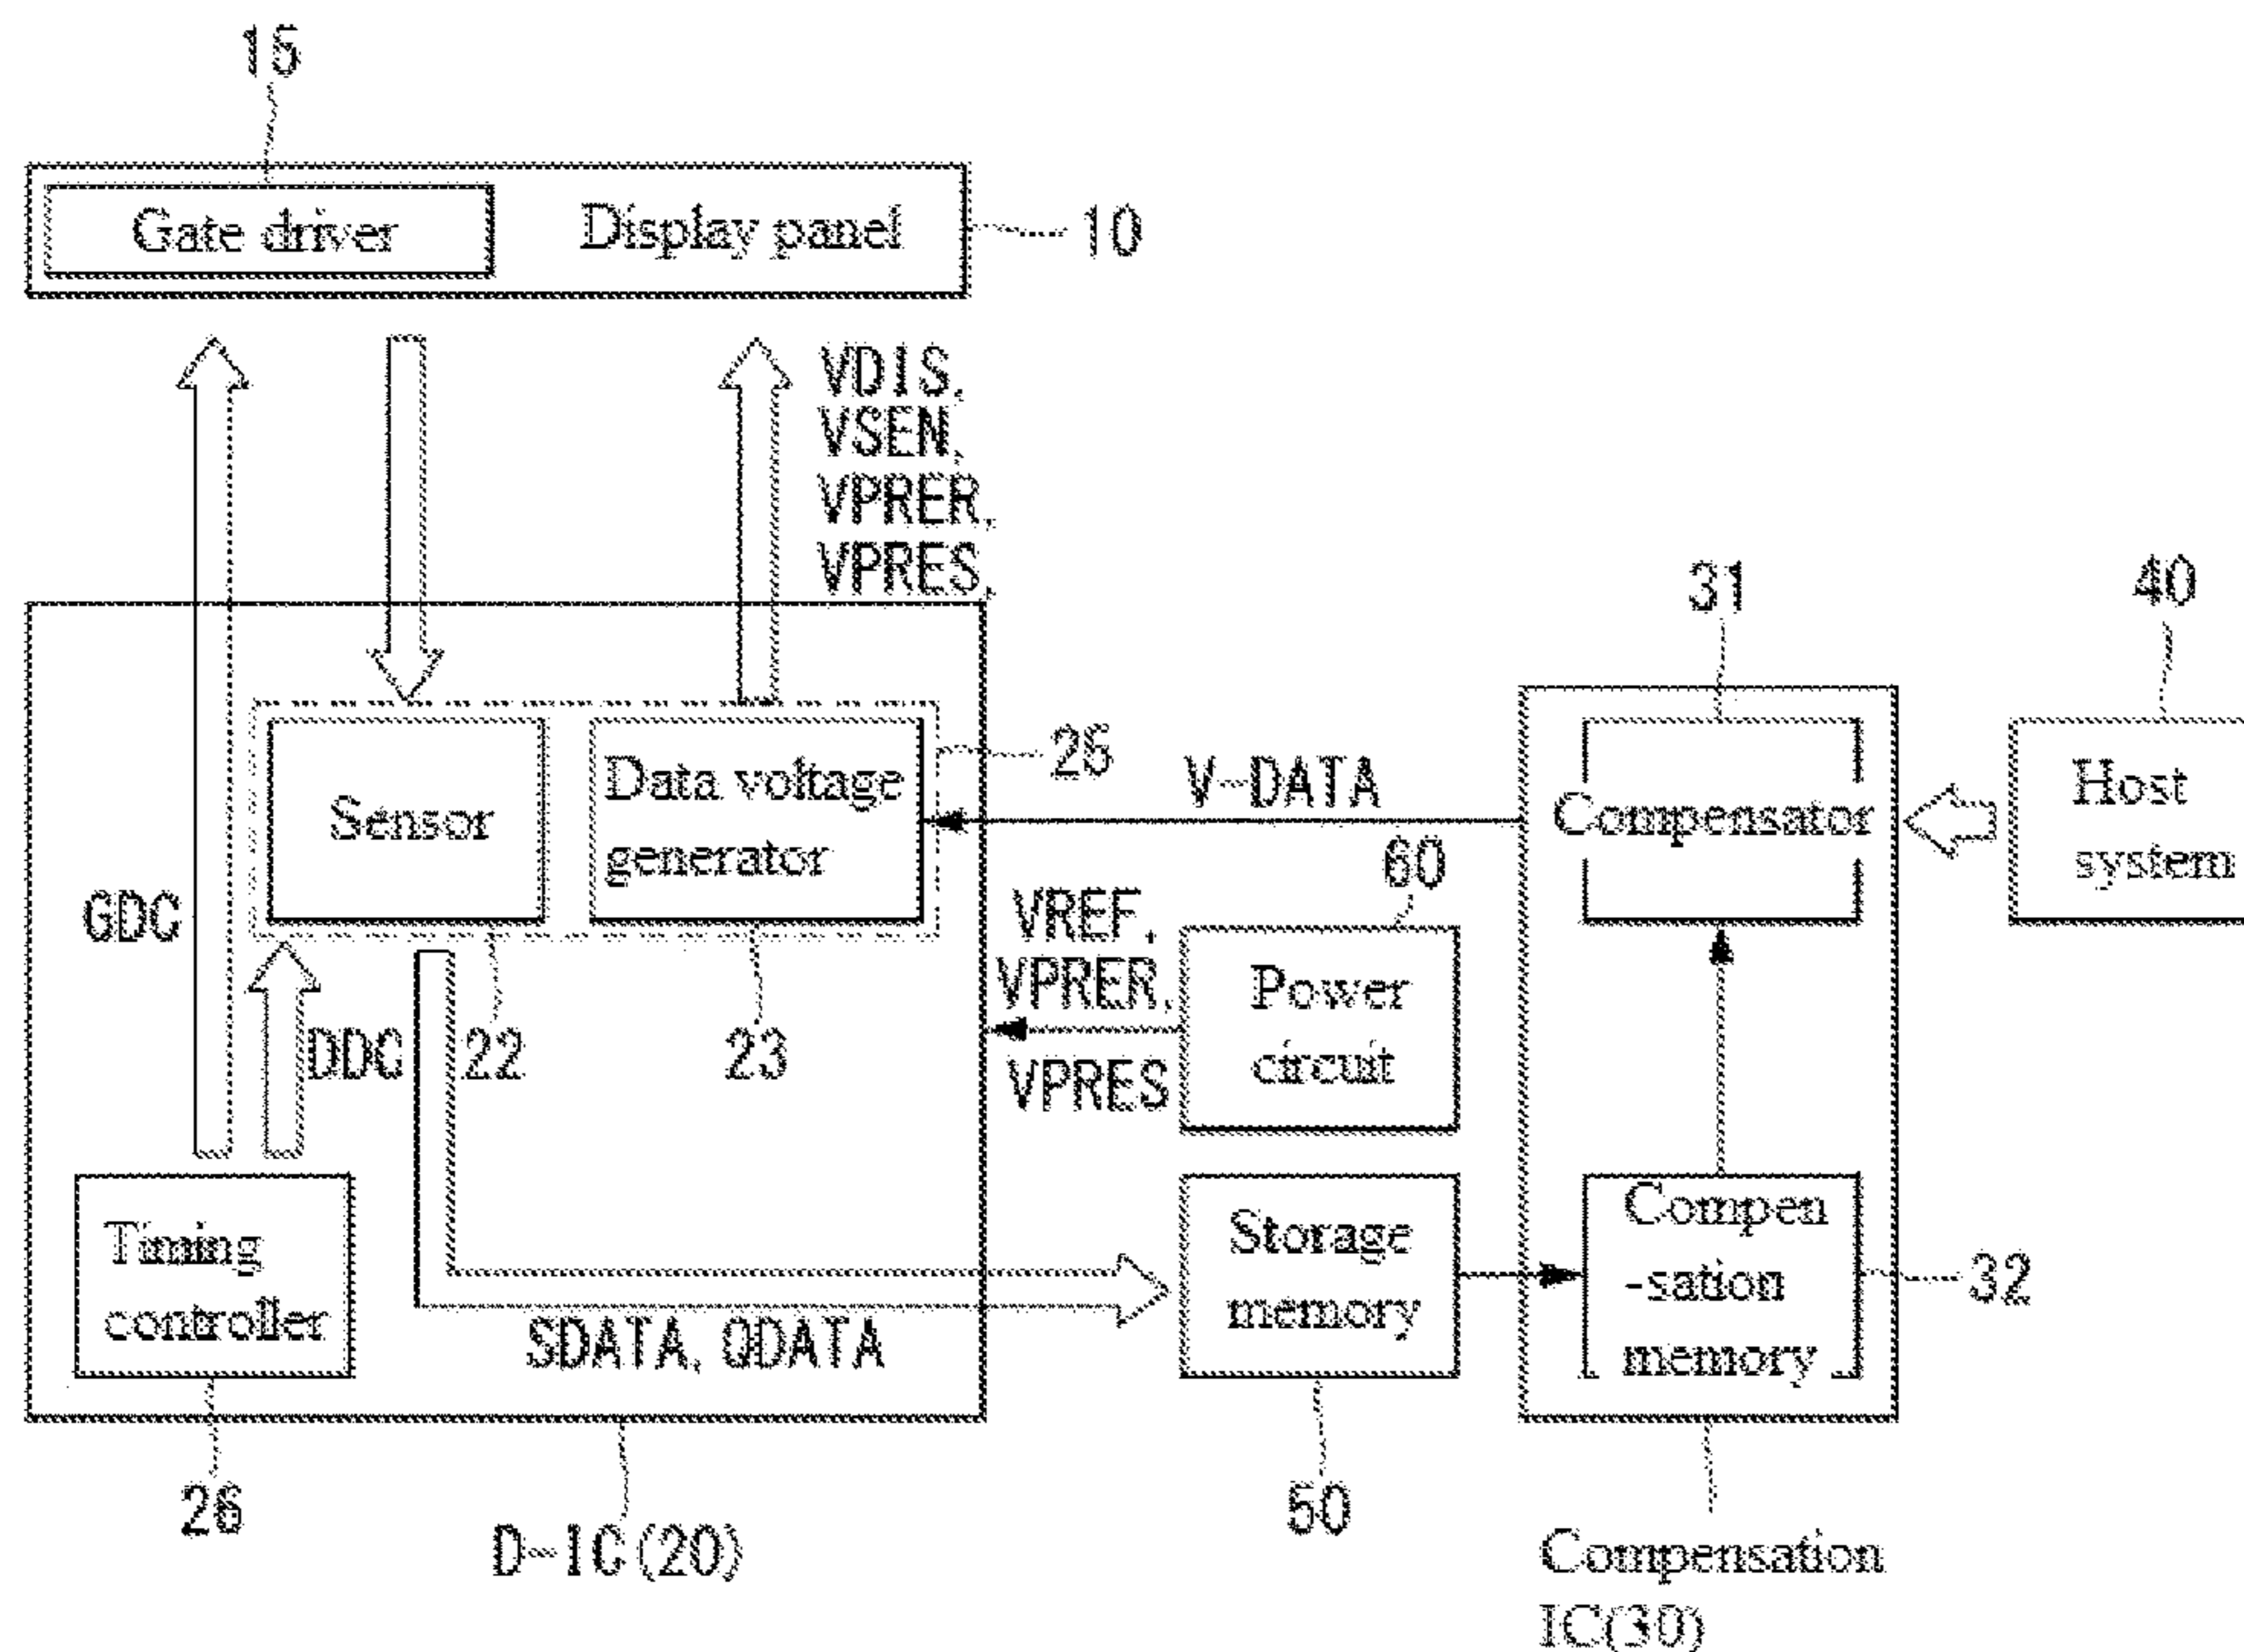 15
Gate driver
Display panel
10
VDIS,
VSEN,
VPRER,
VPRES,
31
40
Sensor
Data voltage
generator
25
V-DATA
Compensator
Host
system
60
GDC
VREF,
VPRER,
VPRES
Power
circuit
DDC
22
23
Timing
controller
SDATA, QDATA
Storage
memory
Compen
-sation
memory
32
26
D-IC(20)
50
Compensation
IC(30)